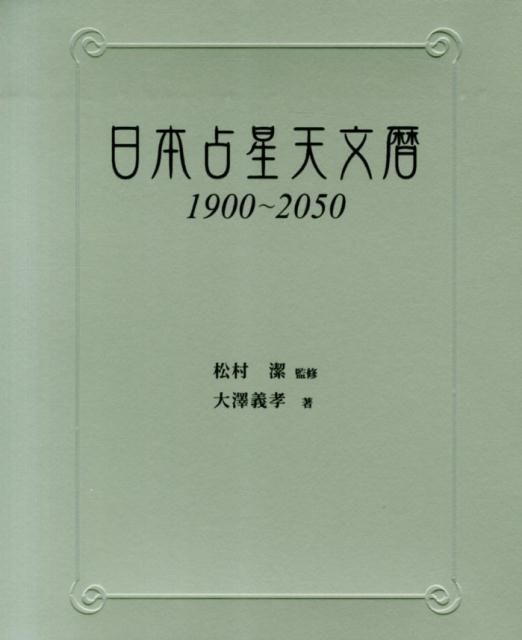 日本占星天文暦
1900~2050
松村 潔 監修
大澤義孝 著